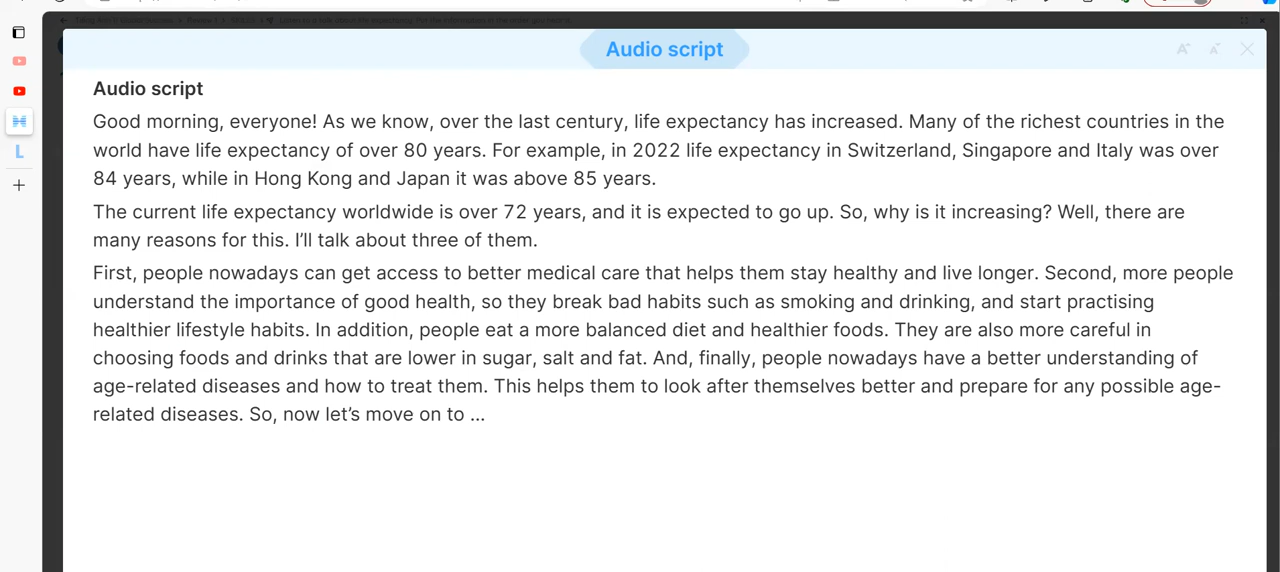 Audio script
Audio script
Good morning, everyone! As we know, over the last century, life expectancy has increased. Many of the richest countries in the
world have life expectancy of over 80 years. For example, in 2022 life expectancy in Switzerland, Singapore and Italy was over
84 years, while in Hong Kong and Japan it was above 85 years.
The current life expectancy worldwide is over 72 years, and it is expected to go up. So, why is it increasing? Well, there are
many reasons for this. I'll talk about three of them.
First, people nowadays can get access to better medical care that helps them stay healthy and live longer. Second, more people
understand the importance of good health, so they break bad habits such as smoking and drinking, and start practising
healthier lifestyle habits. In addition, people eat a more balanced diet and healthier foods. They are also more careful in
choosing foods and drinks that are lower in sugar, salt and fat. And, finally, people nowadays have a better understanding of
age-related diseases and how to treat them. This helps them to look after themselves better and prepare for any possible age-
related diseases. So, now let's move on to ...